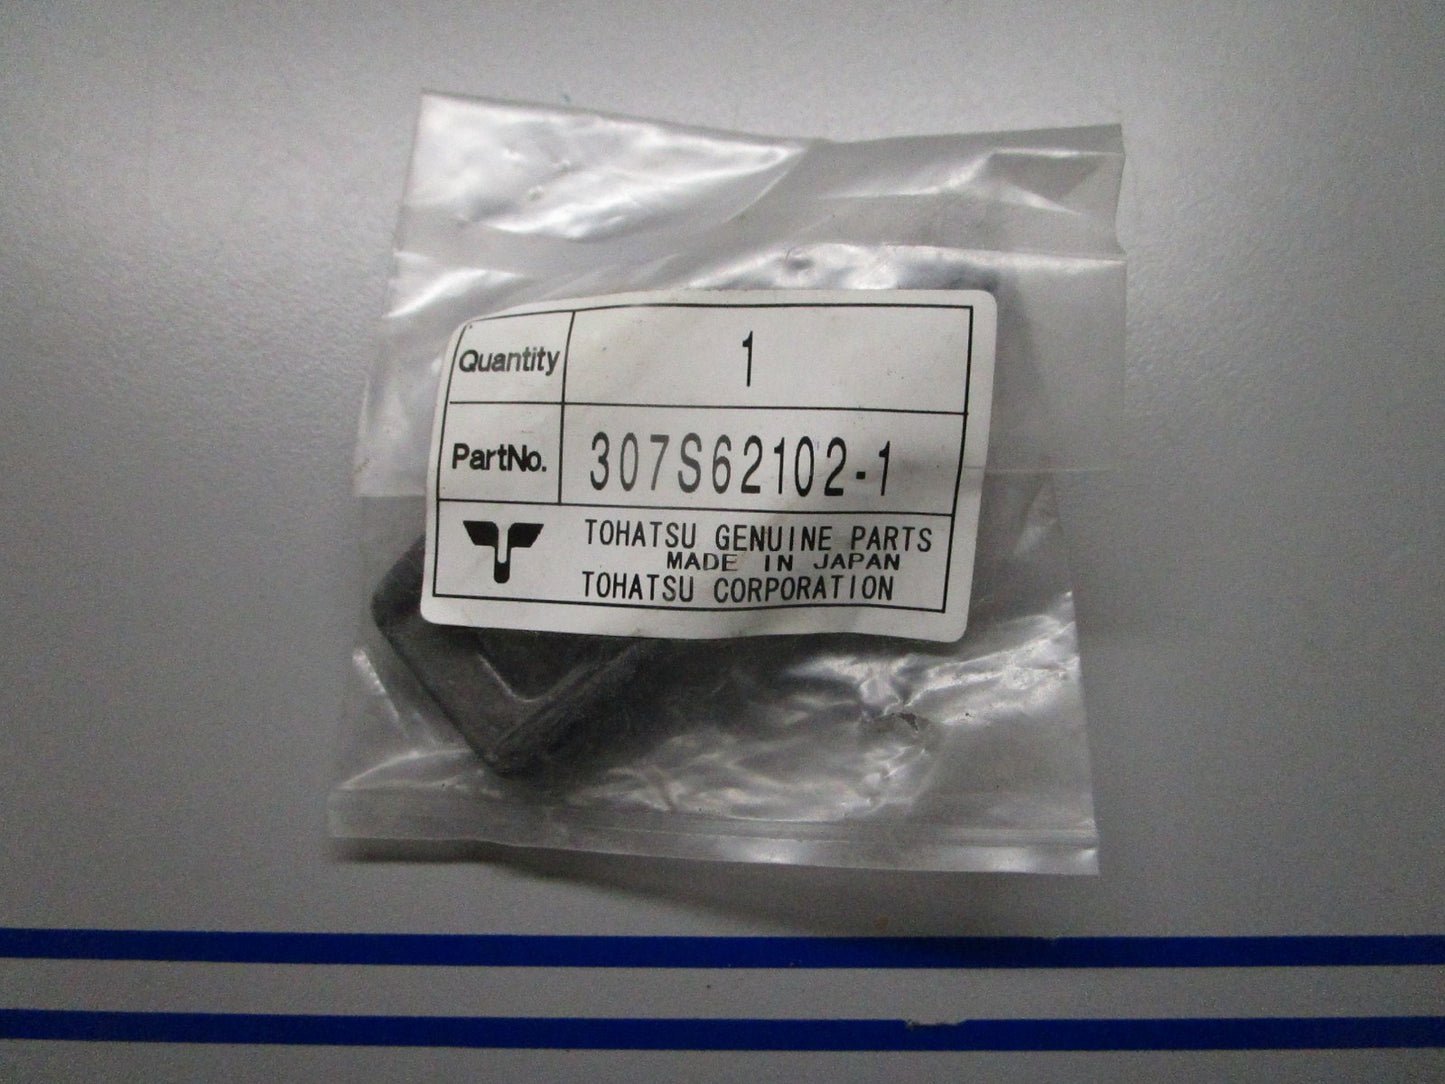 Quantity 1
PartNo. 307S62102-1
TOHATSU GENUINE PARTS
MADE IN JAPAN
TOHATSU CORPORATION